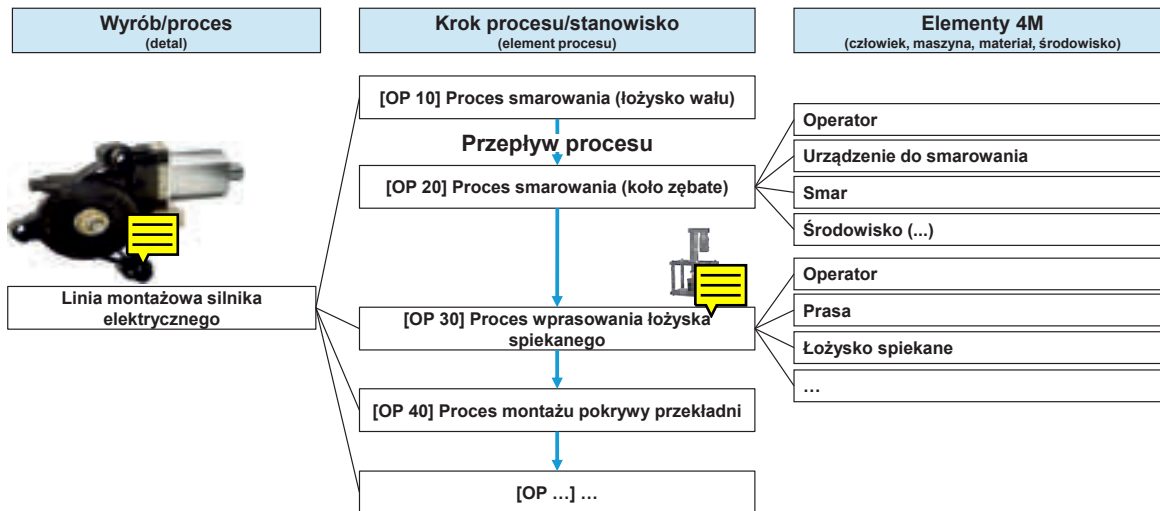 Wyrób/proces
(detal)
Krok procesu/stanowisko
(element procesu)
Elementy 4M
(człowiek, maszyna, materiał, środowisko)
[OP 10] Proces smarowania (łożysko wału)
Przepływ procesu
[OP 20] Proces smarowania (koło zębate)
Operator
Urządzenie do smarowania
Smar
Środowisko (...)
Linia montażowa silnika
elektrycznego
[OP 30] Proces wprasowania łożyska
spiekanego
Operator
Prasa
Łożysko spiekane
…
[OP 40] Proces montażu pokrywy przekładni
[OP …] …